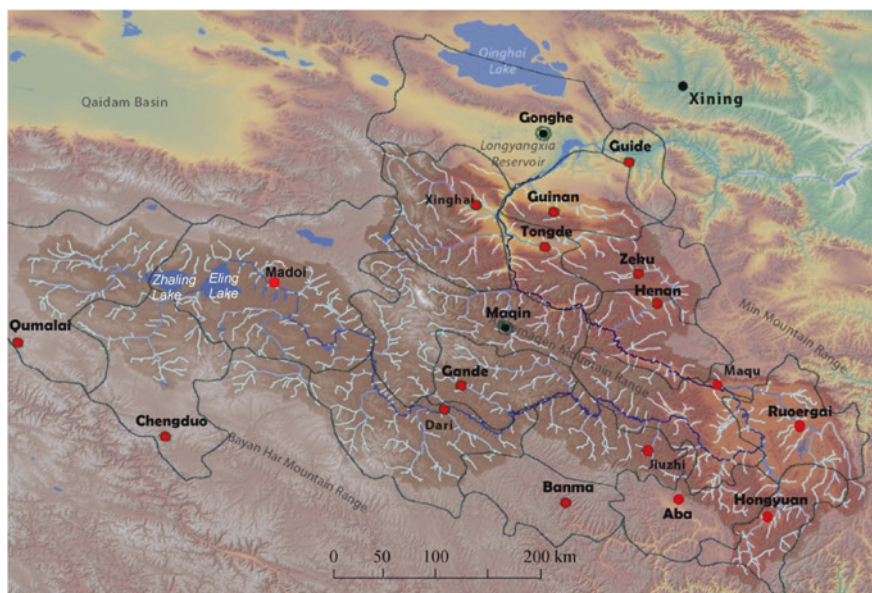 Qinghai
Lake
Qaidam Basin
Xining
Gonghe
Longyangxia
Reservoir
Guide
Xinghai
Guinan
Tongde
Zeku
Madoi
Zhaling
Lake
Eling
Lake
Henan
Min Mountain Range
Maqin
Qumalai
Mountain Range
Maqu
Gande
Dari
Ruoergai
Chengduo
Bayan Har Mountain Range
Jiuzhi
Banma
Aba
Hongyuan
0 50 100 200 km